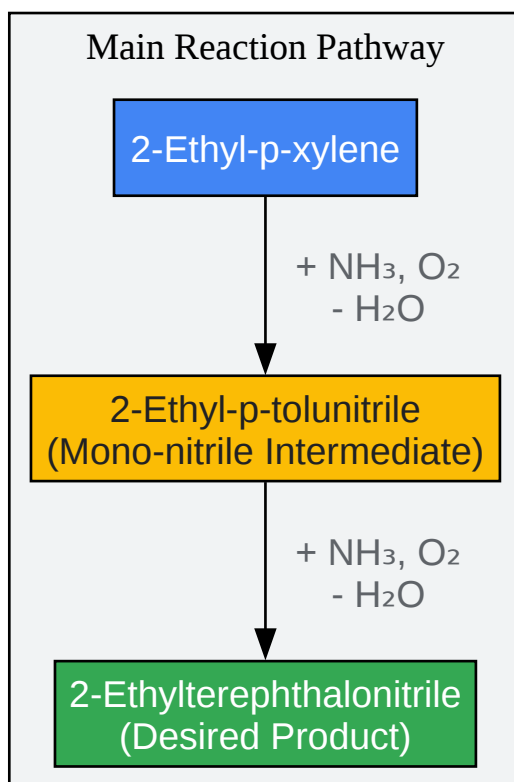 Main Reaction Pathway
2-Ethyl-p-xylene
+ NH₃, O₂
- H₂O
2-Ethyl-p-tolunitrile
(Mono-nitrile Intermediate)
+ NH₃, O₂
- H₂O
2-Ethylterephthalonitrile
(Desired Product)